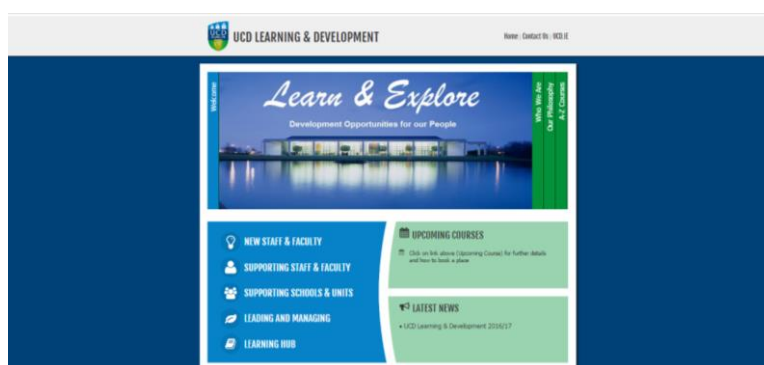 UCD
UCD LEARNING & DEVELOPMENT
Home | Contact Us | UCD.IE
Welcome
Learn & Explore
Development Opportunities for our People
Who We Are
Our Philosophy
A-Z Courses
NEW STAFF & FACULTY
SUPPORTING STAFF & FACULTY
SUPPORTING SCHOOLS & UNITS
LEADING AND MANAGING
LEARNING HUB
UPCOMING COURSES
Click on link above (Upcoming Course) for further details
and how to book a place
LATEST NEWS
• UCD Learning & Development 2016/17